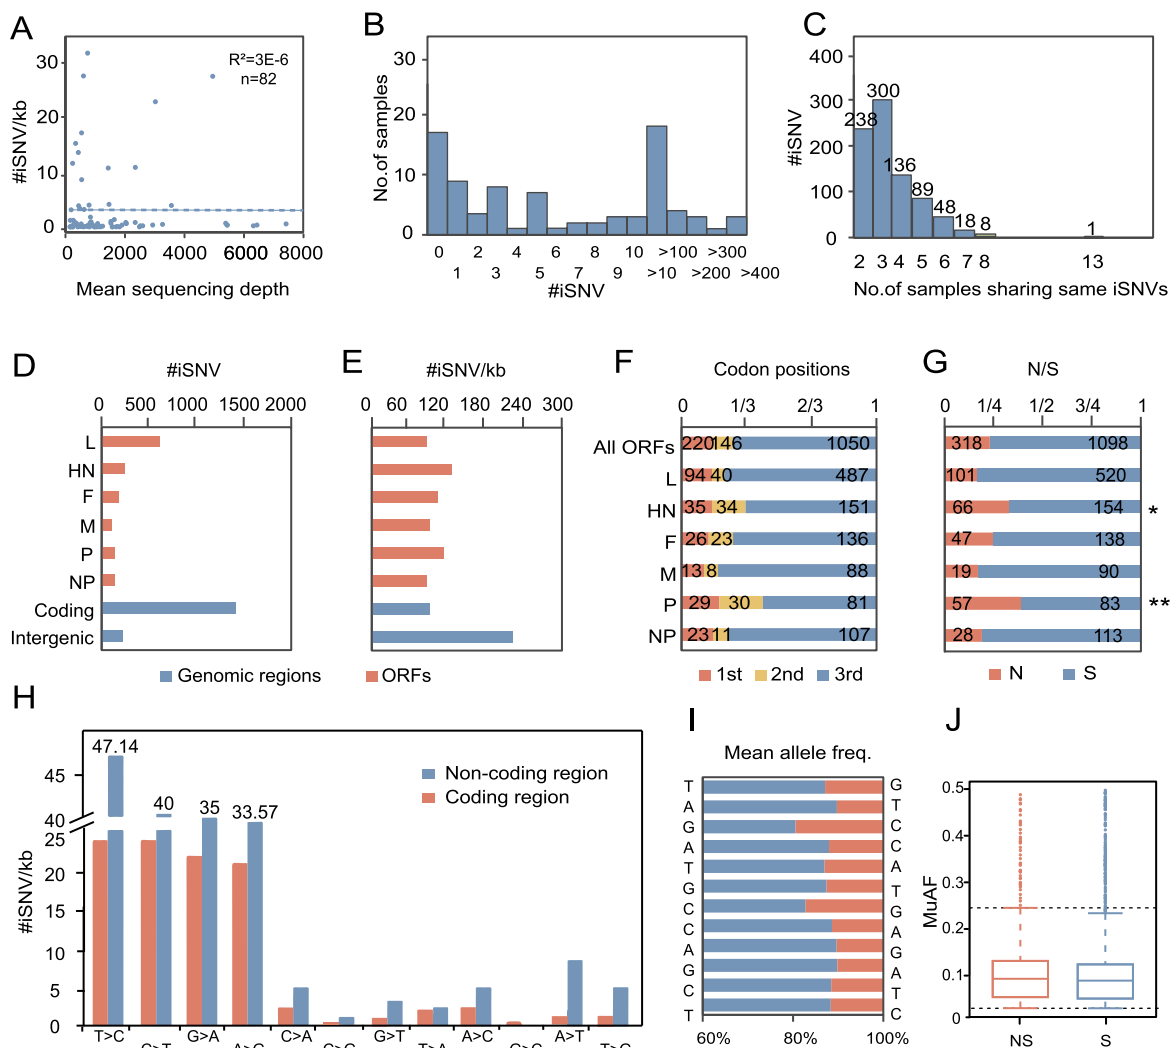 A
#iSNV/kb
30
20
10
0
R²=3E-6
n=82
0 2000 4000 6000 8000
Mean sequencing depth
B
No.of samples
30
20
10
0
0 2 4 6 8 10 >100 >300
1 3 5 7 9 >10 >200 >400
#iSNV
C
#iSNV
400
300
200
100
0
238 300 136 89 48 18 8 1
2 3 4 5 6 7 8 13
No.of samples sharing same iSNVs
D
#iSNV
0 500 1000 1500 2000
L
HN
F
M
P
NP
Coding
Intergenic
E
#iSNV/kb
0 60 120 240 300
Genomic regions ORFs
F
Codon positions
0 1/3 2/3 1
All ORFs 220 146 1050
L 94 40 487
HN 35 34 151
F 26 23 136
M 13 8 88
P 29 30 81
NP 23 11 107
1st 2nd 3rd
G
N/S
0 1/4 1/2 3/4 1
318 1098
101 520
66 154 *
47 138
19 90
57 83 **
28 113
N S
H
#iSNV/kb
45
40
25
20
10
5
0
47.14 40 35 33.57
Non-coding region
Coding region
T>C G>A C>A G>T A>C A>T
C>T A>G T>A T>G
I
Mean allele freq.
T G
A T
G C
A C
T A
G T
C G
C A
A G
G A
C T
T C
60% 80% 100%
J
MuAF
0.5
0.4
0.3
0.2
0.1
0
NS S